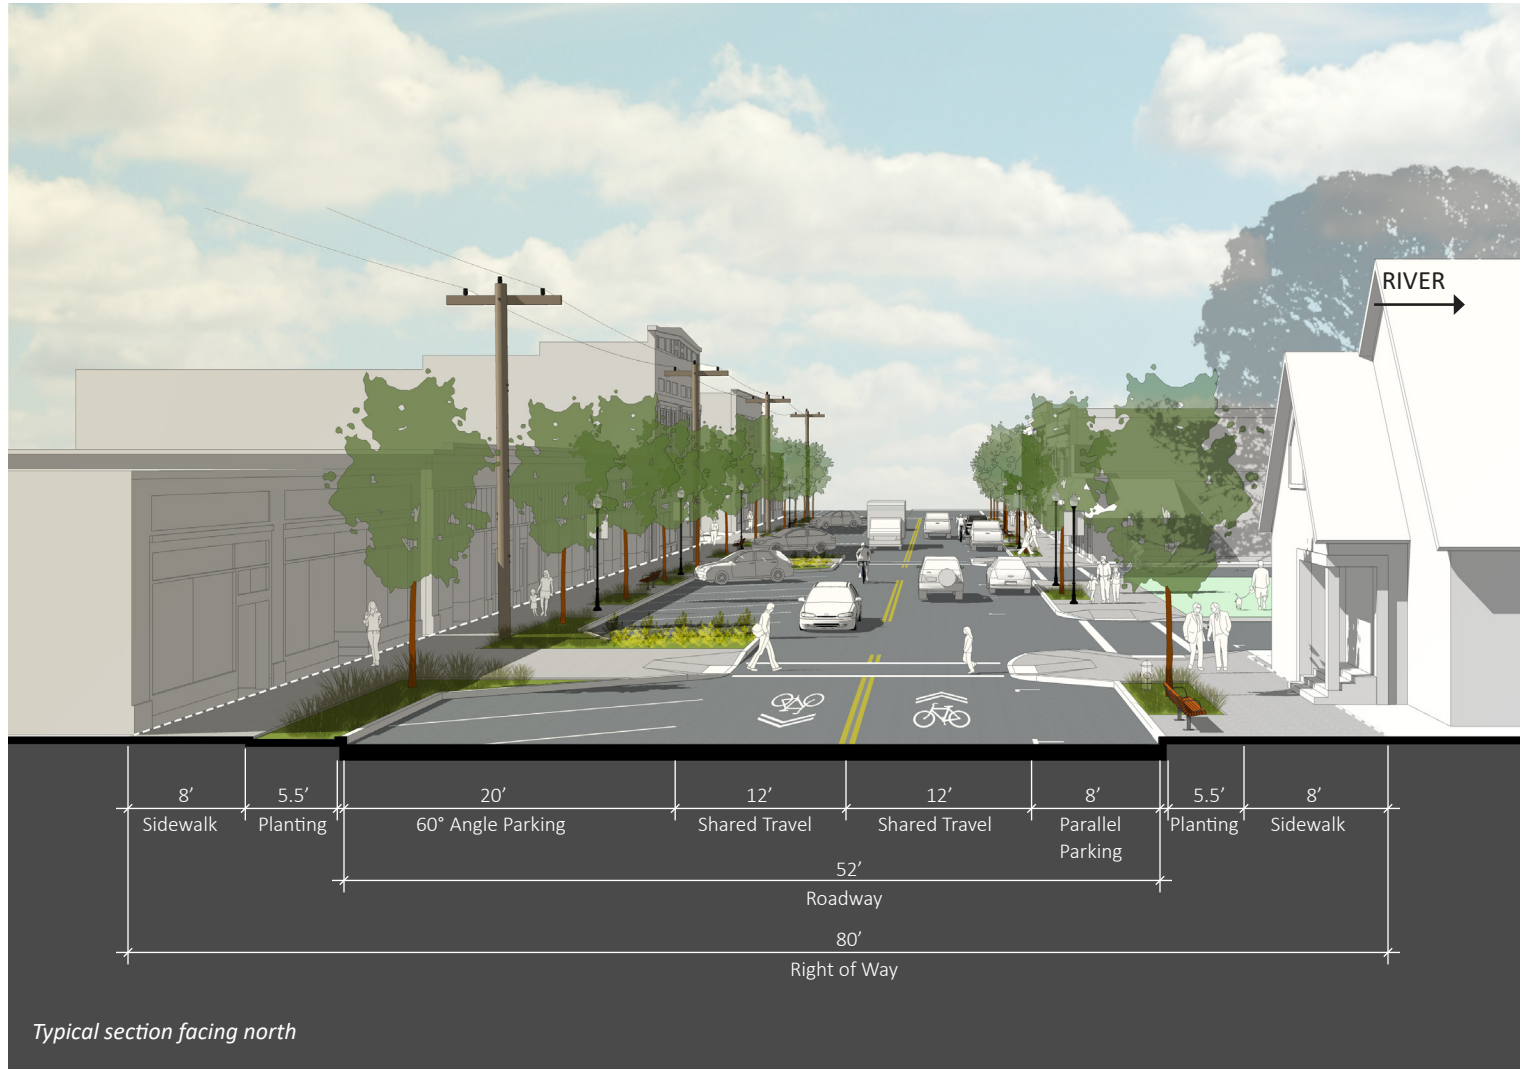 RIVER
8’ 5.5’ 20’ 12’ 12’ 8’ 5.5’ 8’
Sidewalk Planting 60° Angle Parking Shared Travel Shared Travel Parallel Planting Sidewalk
Parking
52’
Roadway
80’
Right of Way
Typical section facing north